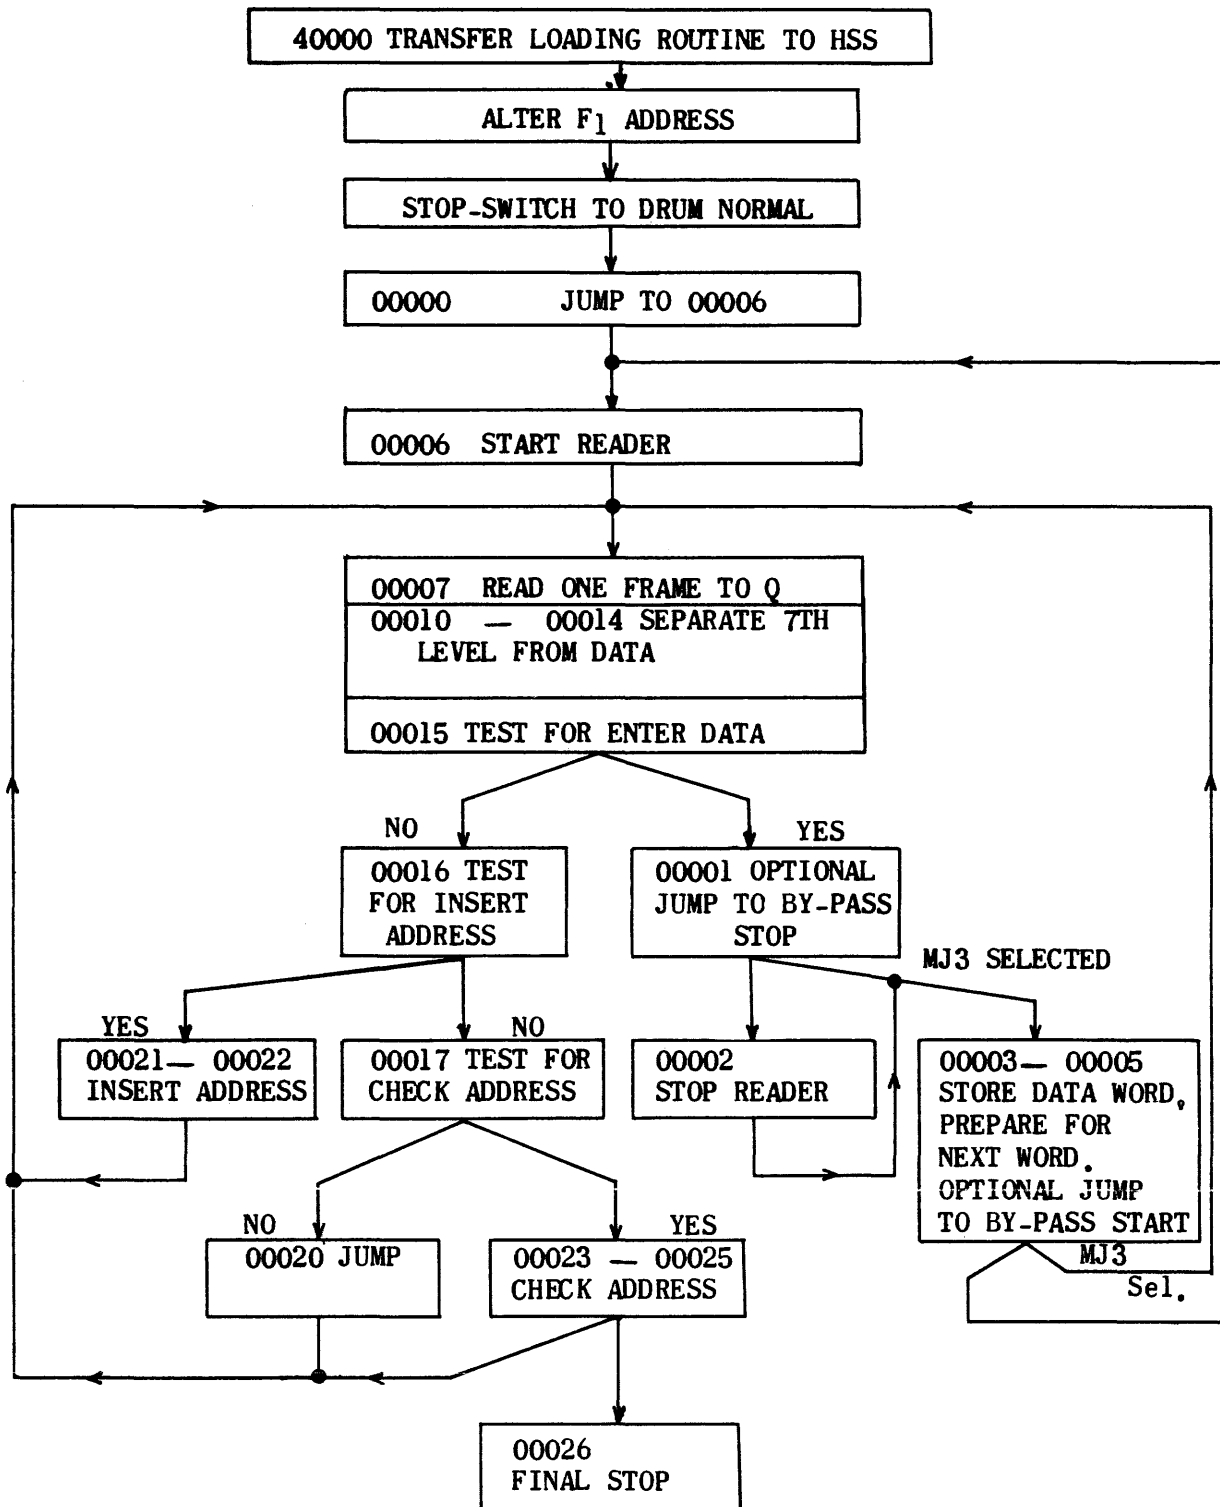 40000 TRANSFER LOADING ROUTINE TO HSS
ALTER F1 ADDRESS
STOP-SWITCH TO DRUM NORMAL
00000 JUMP TO 00006
00006 START READER
00007 READ ONE FRAME TO Q
00010 — 00014 SEPARATE 7TH
LEVEL FROM DATA
00015 TEST FOR ENTER DATA
NO
YES
00016 TEST
FOR INSERT
ADDRESS
00001 OPTIONAL
JUMP TO BY-PASS
STOP
MJ3 SELECTED
YES
NO
00021— 00022
INSERT ADDRESS
00017 TEST FOR
CHECK ADDRESS
00002
STOP READER
00003— 00005
STORE DATA WORD,
PREPARE FOR
NEXT WORD.
OPTIONAL JUMP
TO BY-PASS START
NO
YES
00020 JUMP
00023 — 00025
CHECK ADDRESS
MJ3
Sel.
00026
FINAL STOP